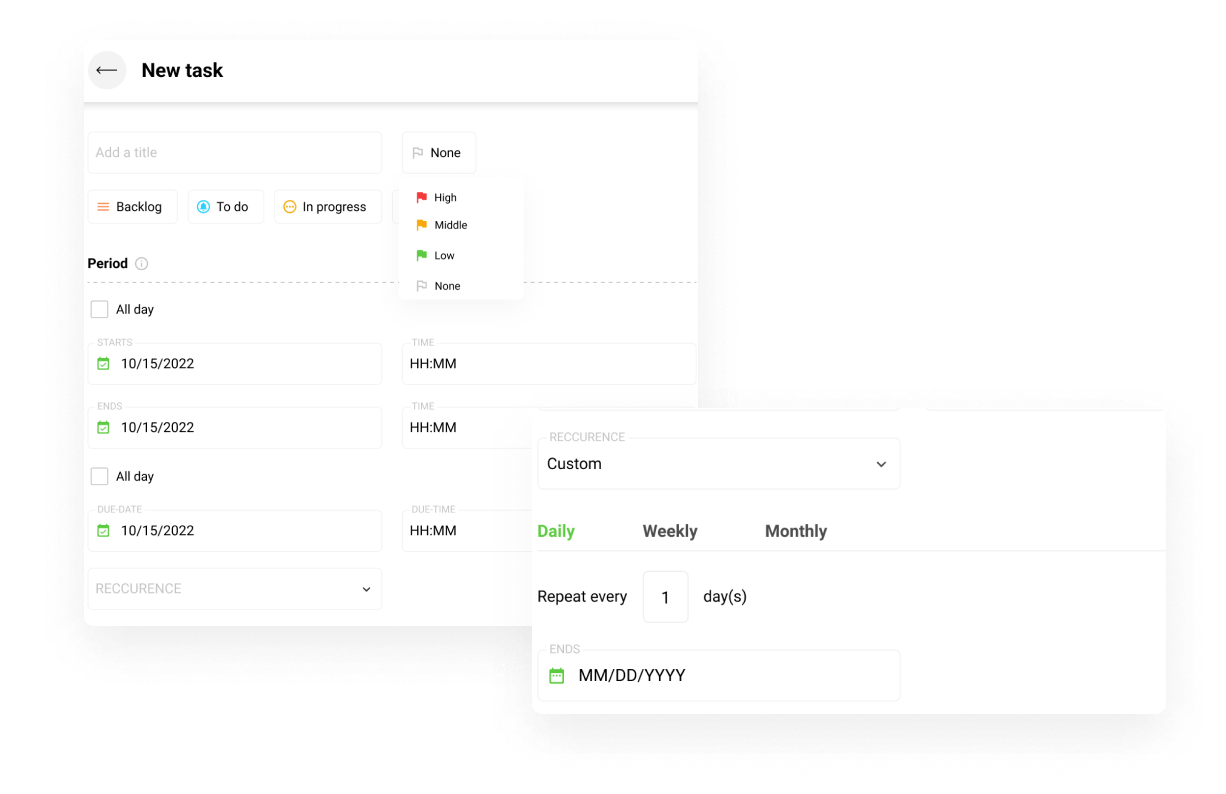 New task
Add a title
None
High
Backlog To do In progress
Middle
Low
Period
None
All day
STARTS TIME
10/15/2022 HH:MM
ENDS TIME
10/15/2022 HH:MM
All day
DUE-DATE DUE-TIME
10/15/2022 HH:MM
RECCURENCE
RECCURENCE
Custom
Daily Weekly Monthly
Repeat every 1 day(s)
ENDS
MM/DD/YYYY